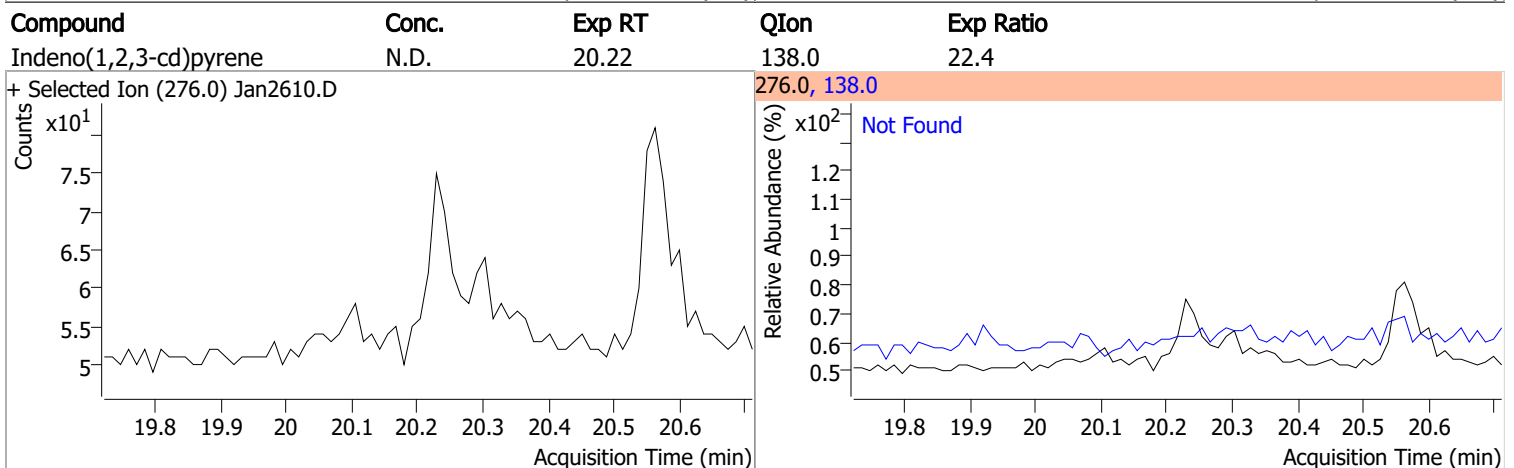 Compound Conc. Exp RT QIon Exp Ratio
Indeno(1,2,3-cd)pyrene N.D. 20.22 138.0 22.4
+ Selected Ion (276.0) Jan2610.D
Counts
x10¹
7.5
7
6.5
6
5.5
5
19.8 19.9 20 20.1 20.2 20.3 20.4 20.5 20.6
Acquisition Time (min)
276.0, 138.0
Relative Abundance (%)
x10²
Not Found
1.2
1.1
1
0.9
0.8
0.7
0.6
0.5
19.8 19.9 20 20.1 20.2 20.3 20.4 20.5 20.6
Acquisition Time (min)